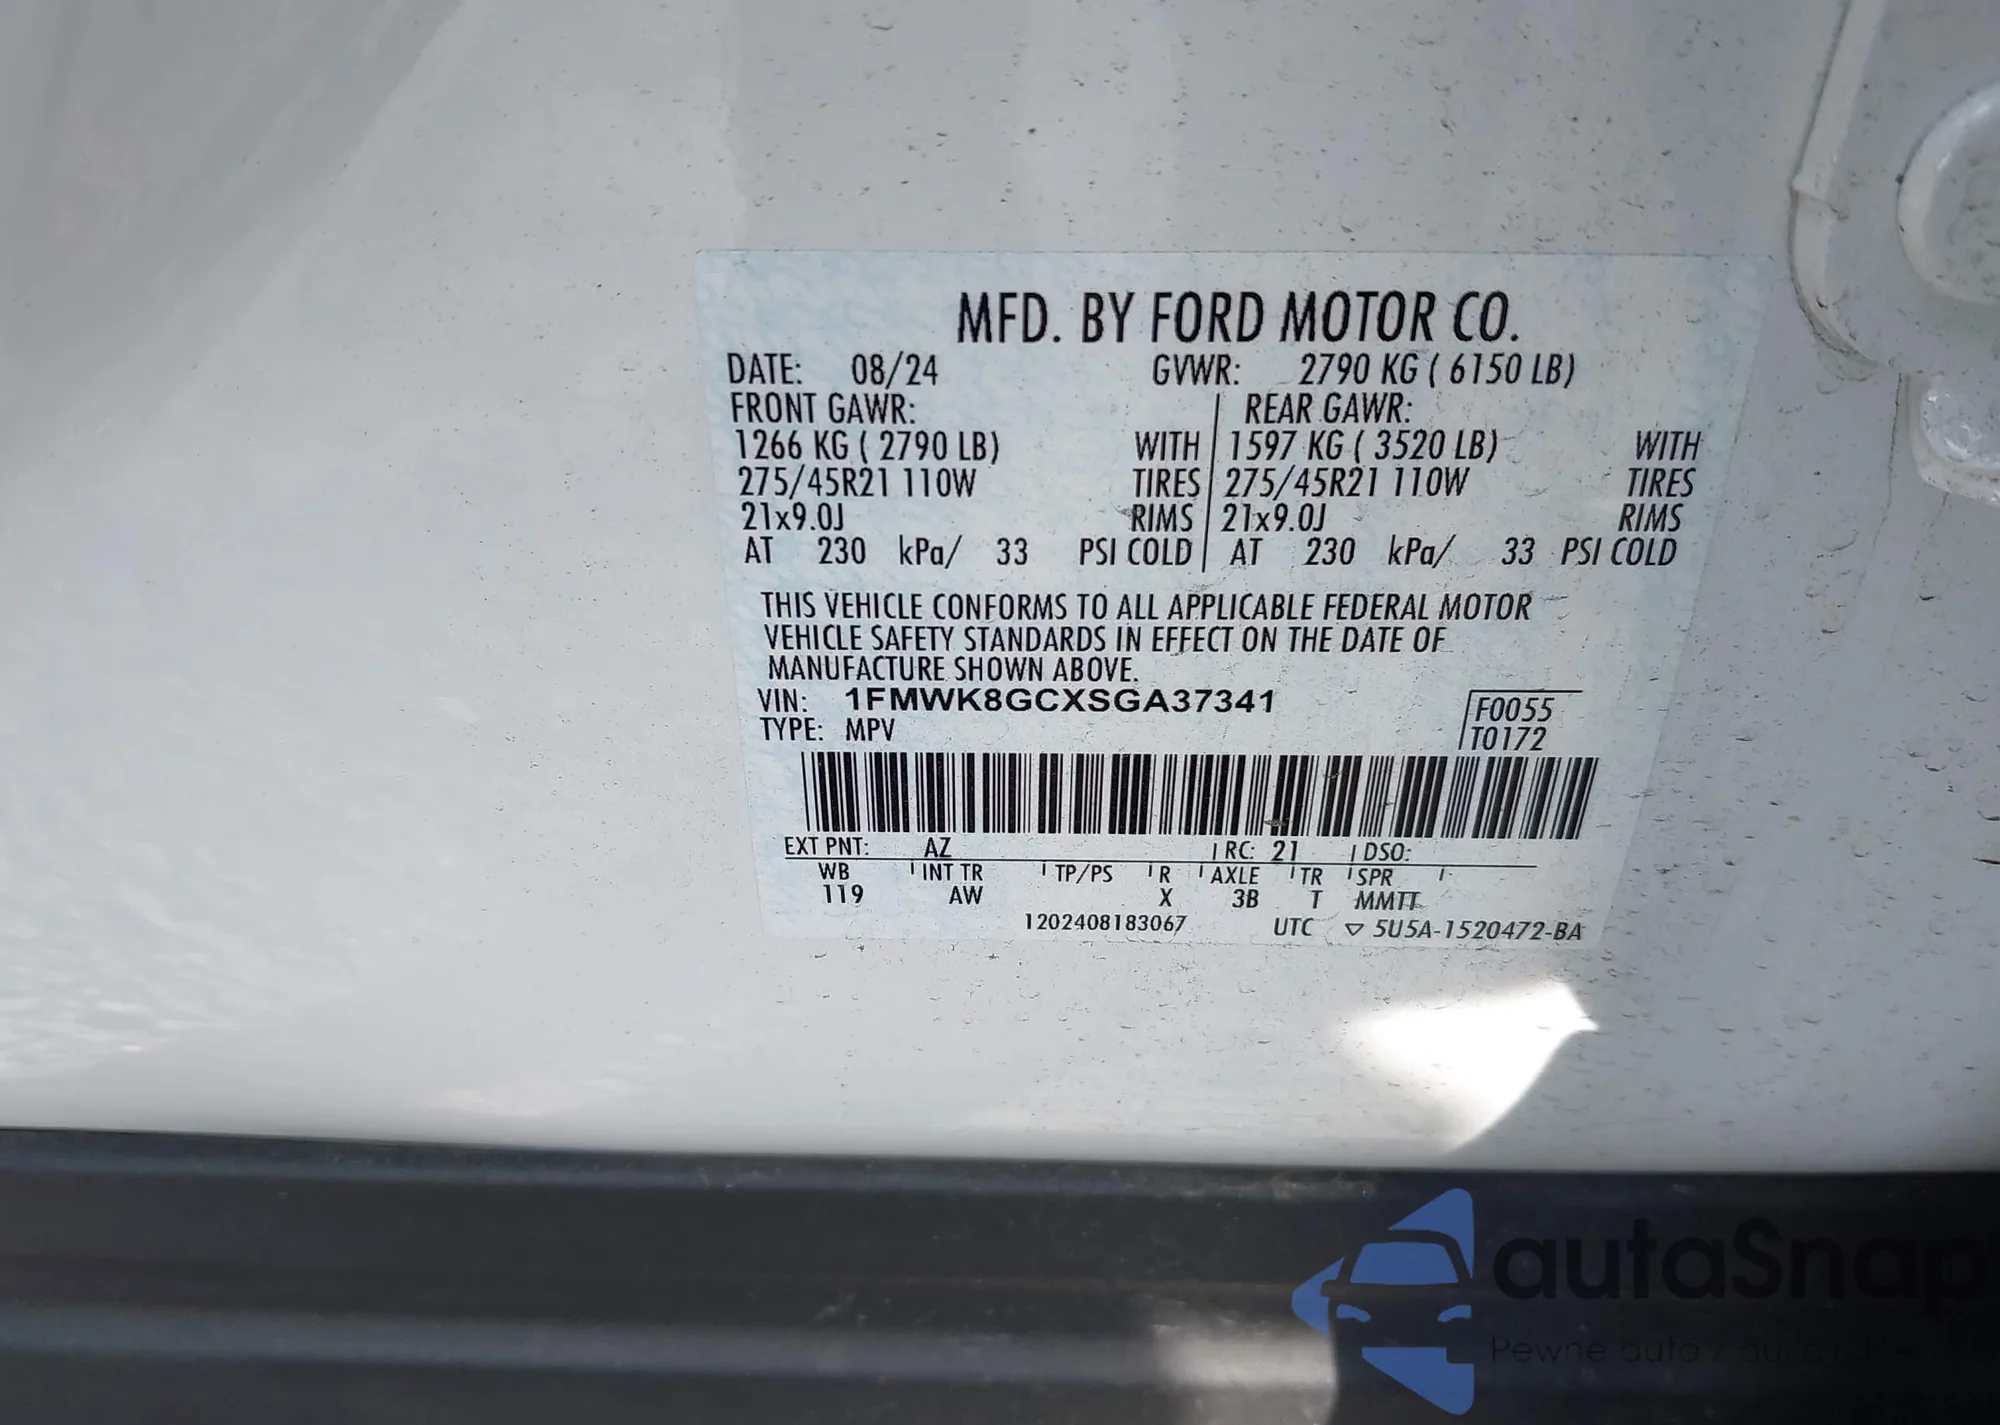 MFD. BY FORD MOTOR CO.
DATE: 08/24 GVWR: 2790 KG ( 6150 LB)
FRONT GAWR: REAR GAWR:
1266 KG ( 2790 LB) WITH 1597 KG ( 3520 LB) WITH
275/45R21 110W TIRES 275/45R21 110W TIRES
21x9.0J RIMS 21x9.0J RIMS
AT 230 kPa/ 33 PSI COLD AT 230 kPa/ 33 PSI COLD
THIS VEHICLE CONFORMS TO ALL APPLICABLE FEDERAL MOTOR
VEHICLE SAFETY STANDARDS IN EFFECT ON THE DATE OF
MANUFACTURE SHOWN ABOVE.
VIN: 1FMWK8GCXSGA37341 F0055
TYPE: MPV T0172
EXT PNT: AZ RC: 21 DSO:
WB INT TR TP/PS R AXLE TR SPR
119 AW X 3B T MMTT
1202408183067 UTC ▽ 5U5A-1520472-BA
autaSnap
Pewne auto z